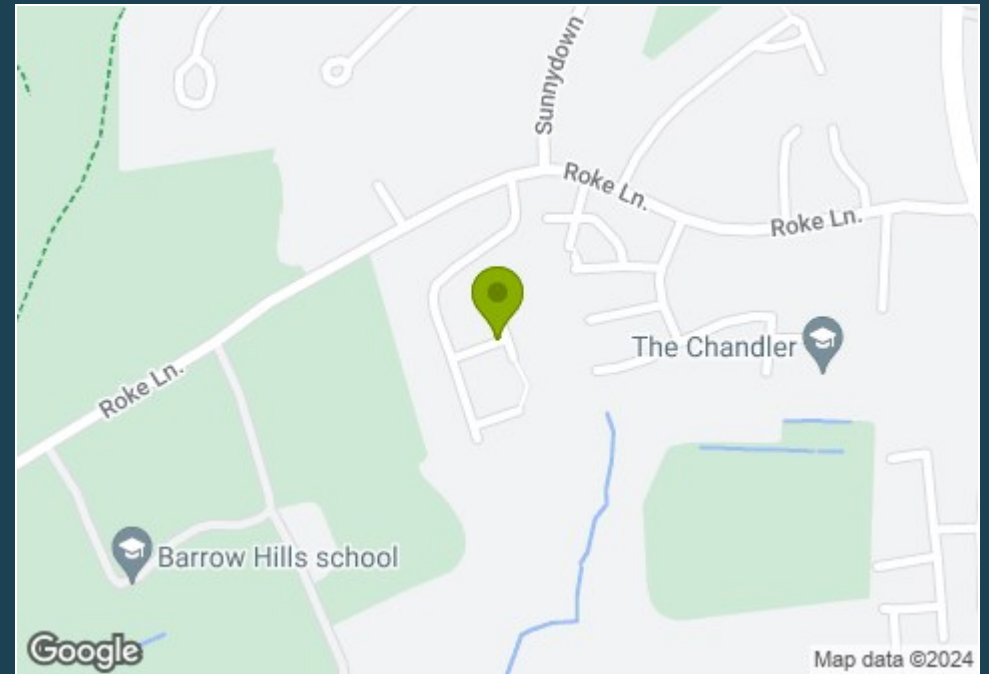 Sunnydown
Roke Ln.
Roke Ln.
The Chandler
Roke Ln.
Barrow Hills school
Google
Map data ©2024